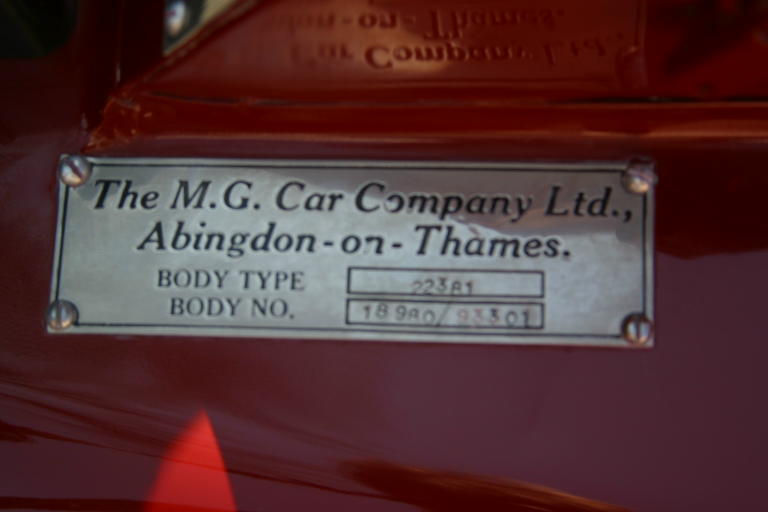 The M.G. Car Company Ltd.,
Abingdon-on-Thames.
BODY TYPE 22381
BODY NO. 18980/93301